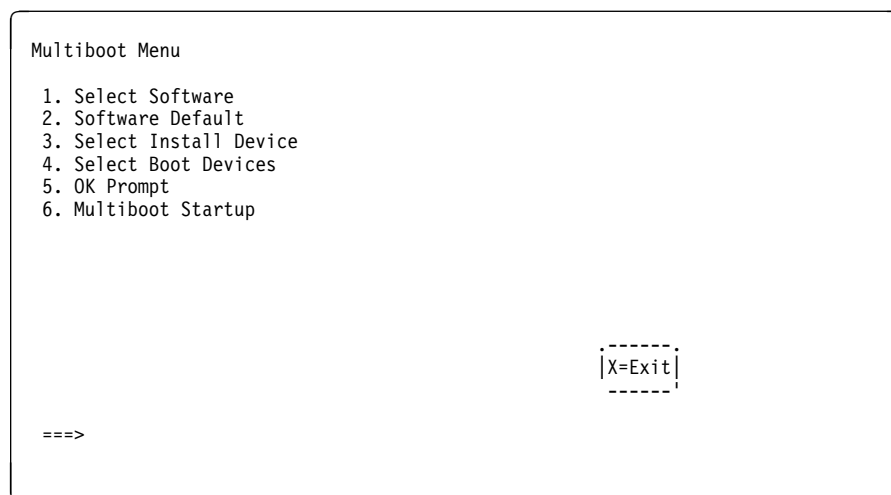 Multiboot Menu
1. Select Software
2. Software Default
3. Select Install Device
4. Select Boot Devices
5. OK Prompt
6. Multiboot Startup
X=Exit
===>